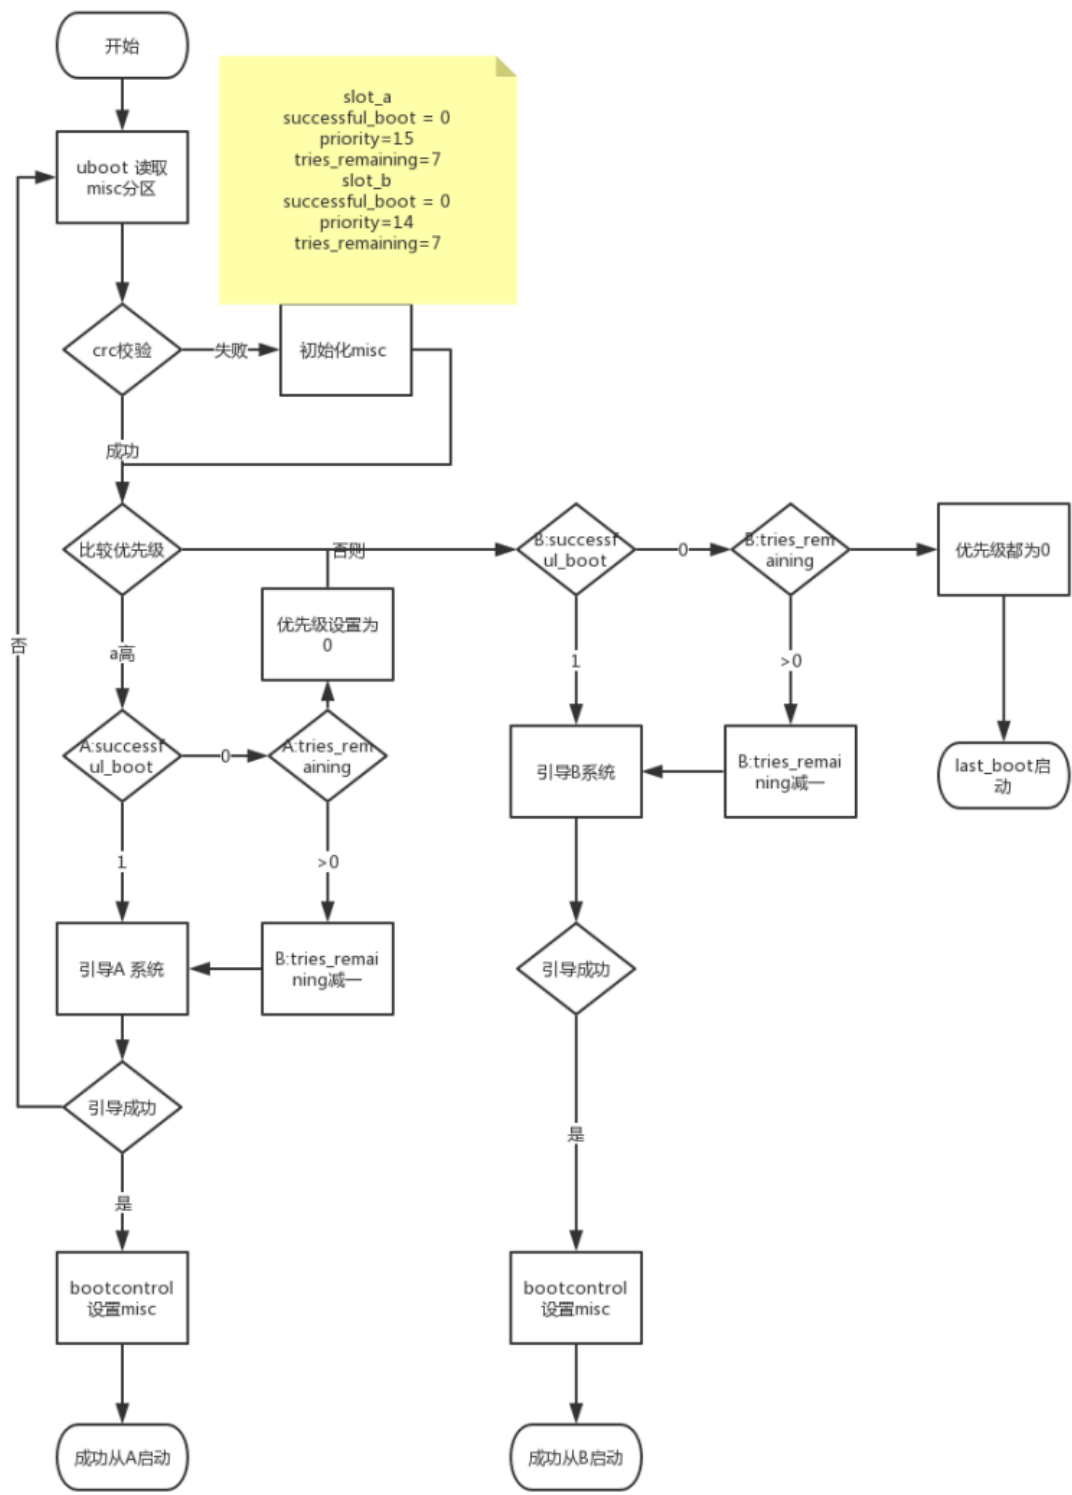 开始
uboot 读取
misc分区
slot_a
successful_boot = 0
priority=15
tries_remaining=7
slot_b
successful_boot = 0
priority=14
tries_remaining=7
crc校验
失败
初始化misc
成功
比较优先级
否则
B:successf
ul_boot
0
B:tries_rem
aining
优先级都为0
优先级设置为
0
否
a高
1
>0
A:successf
ul_boot
0
A:tries_rem
aining
引导B系统
B:tries_remai
ning减一
last_boot启
动
1
>0
引导A 系统
B:tries_remai
ning减一
引导成功
引导成功
是
是
bootcontrol
设置misc
bootcontrol
设置misc
成功从A启动
成功从B启动